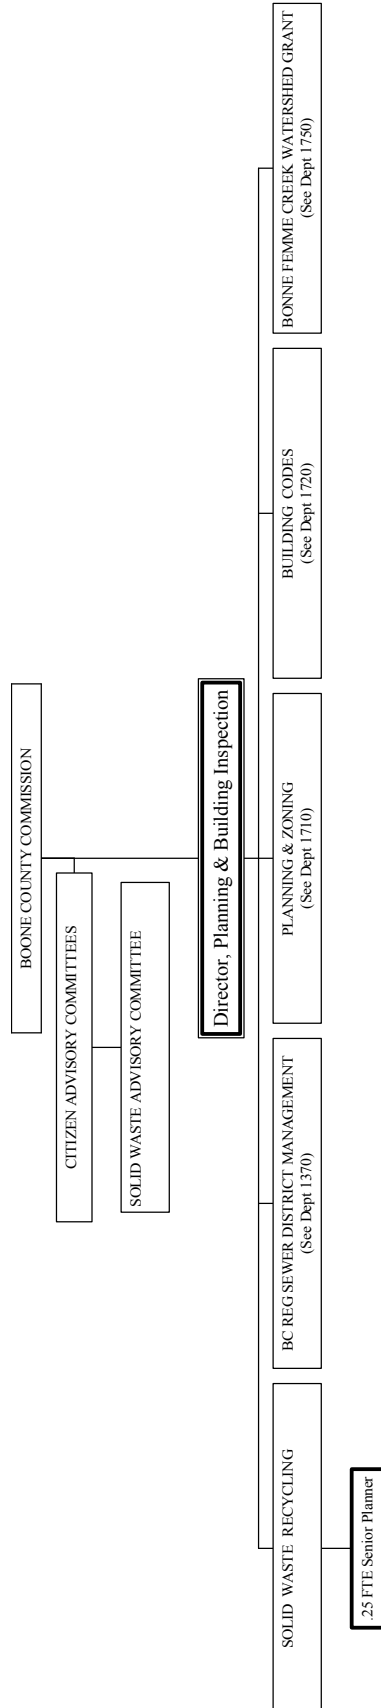 BOONE COUNTY COMMISSION
CITIZEN ADVISORY COMMITTEES
SOLID WASTE ADVISORY COMMITTEE
Director, Planning & Building Inspection
SOLID WASTE RECYCLING
BC REG SEWER DISTRICT MANAGEMENT
(See Dept 1370)
PLANNING & ZONING
(See Dept 1710)
BUILDING CODES
(See Dept 1720)
BONNE FEMME CREEK WATERSHED GRANT
(See Dept 1750)
.25 FTE Senior Planner